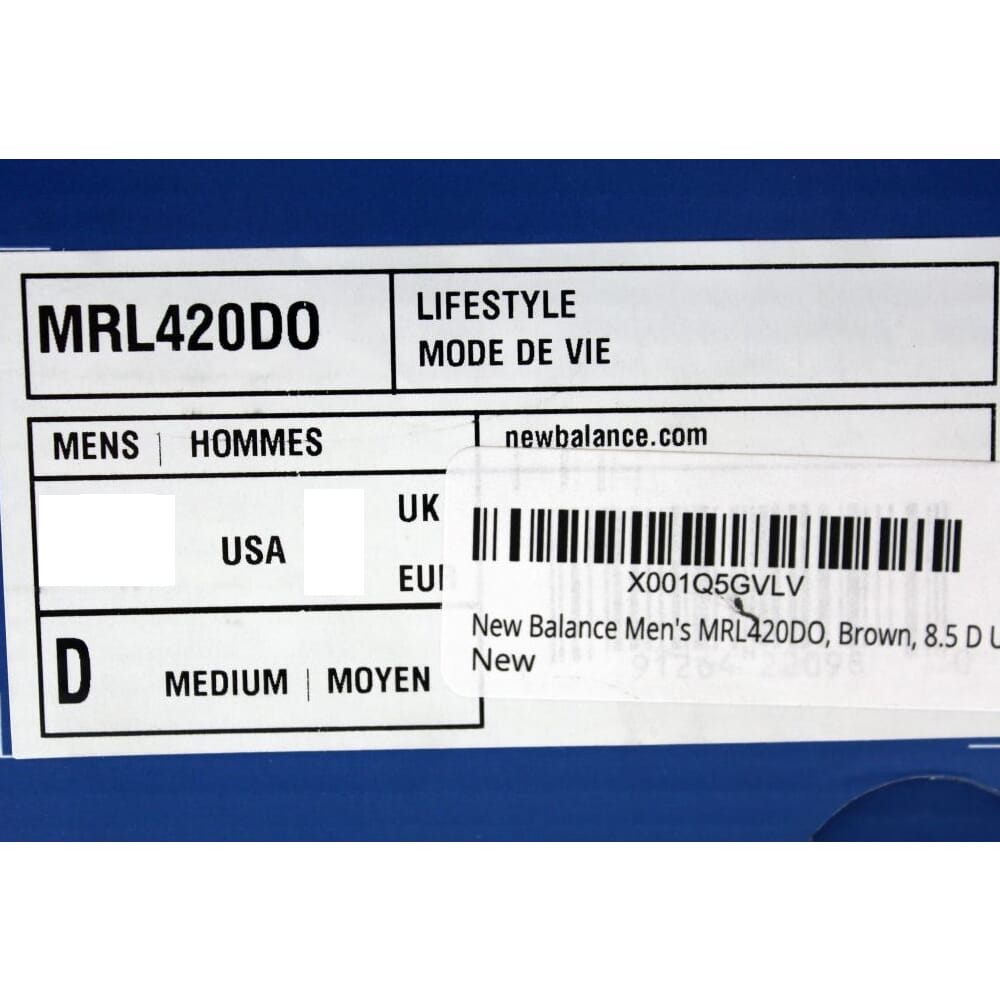 MRL420DO
LIFESTYLE
MODE DE VIE
MENS | HOMMES
newbalance.com
USA
UK
EU
X001Q5GVLV
New Balance Men's MRL420DO, Brown, 8.5 D U
New
D
MEDIUM | MOYEN